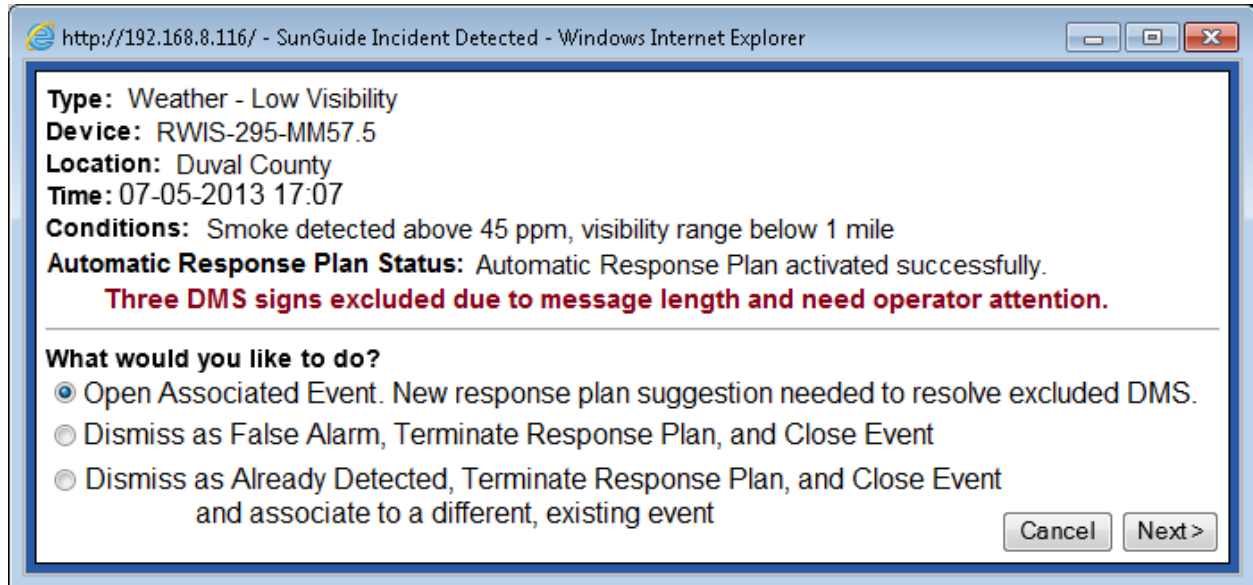 http://192.168.8.116/ - SunGuide Incident Detected - Windows Internet Explorer
Type: Weather - Low Visibility
Device: RWIS-295-MM57.5
Location: Duval County
Time: 07-05-2013 17:07
Conditions: Smoke detected above 45 ppm, visibility range below 1 mile
Automatic Response Plan Status: Automatic Response Plan activated successfully.
Three DMS signs excluded due to message length and need operator attention.
What would you like to do?
Open Associated Event. New response plan suggestion needed to resolve excluded DMS.
Dismiss as False Alarm, Terminate Response Plan, and Close Event
Dismiss as Already Detected, Terminate Response Plan, and Close Event
and associate to a different, existing event
Cancel Next>